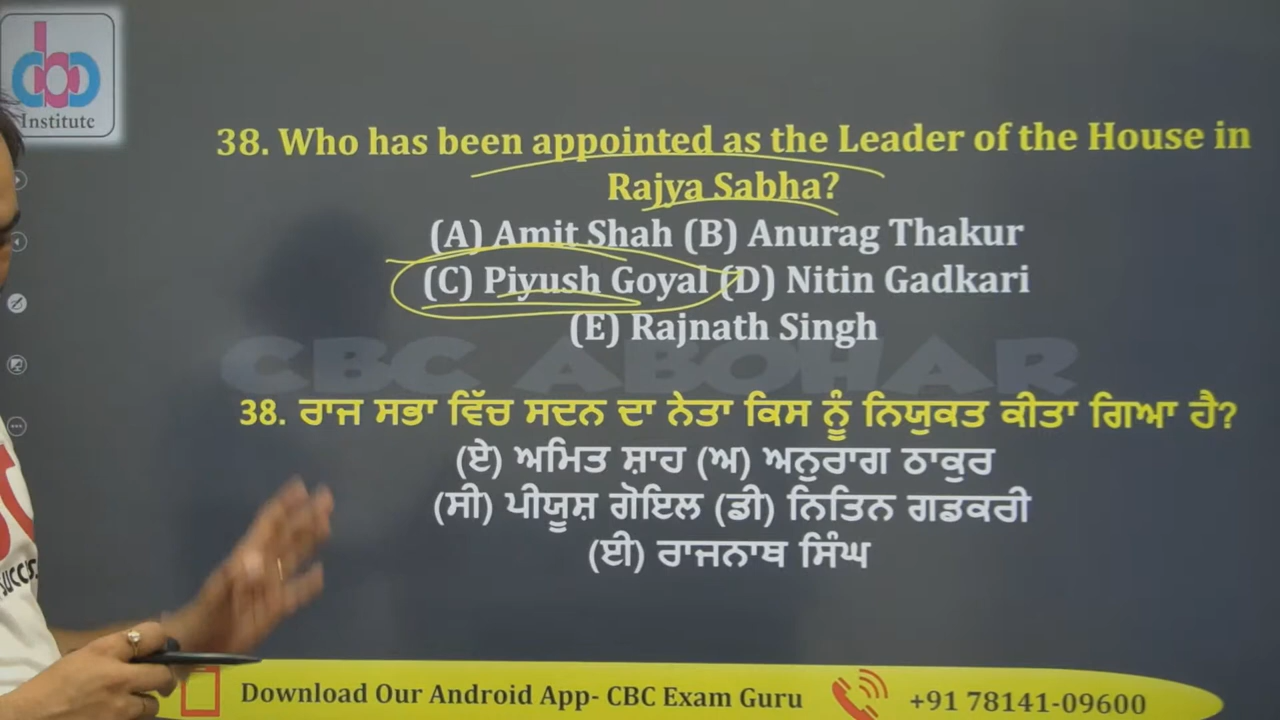 Institute
38. Who has been appointed as the Leader of the House in
Rajya Sabha?
(A) Amit Shah (B) Anurag Thakur
(C) Piyush Goyal (D) Nitin Gadkari
(E) Rajnath Singh
CBC ABOHAR
38. ਰਾਜ ਸਭਾ ਵਿੱਚ ਸਦਨ ਦਾ ਨੇਤਾ ਕਿਸ ਨੂੰ ਨਿਯੁਕਤ ਕੀਤਾ ਗਿਆ ਹੈ?
(ਏ) ਅਮਿਤ ਸ਼ਾਹ (ਅ) ਅਨੁਰਾਗ ਠਾਕੁਰ
(ਸੀ) ਪੀਯੂਸ਼ ਗੋਇਲ (ਡੀ) ਨਿਤਿਨ ਗਡਕਰੀ
(ਈ) ਰਾਜਨਾਥ ਸਿੰਘ
Download Our Android App- CBC Exam Guru
+91 78141-09600